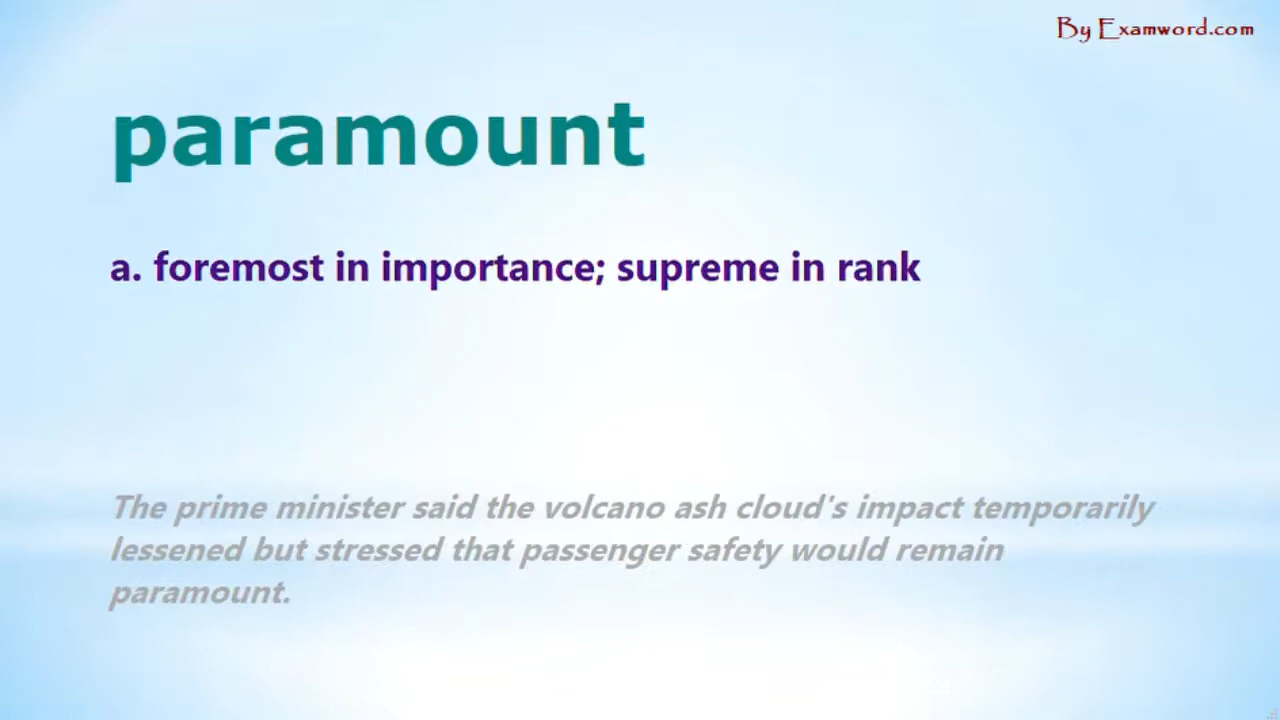 By Examword.com
paramount
a. foremost in importance; supreme in rank
The prime minister said the volcano ash cloud's impact temporarily
lessened but stressed that passenger safety would remain
paramount.